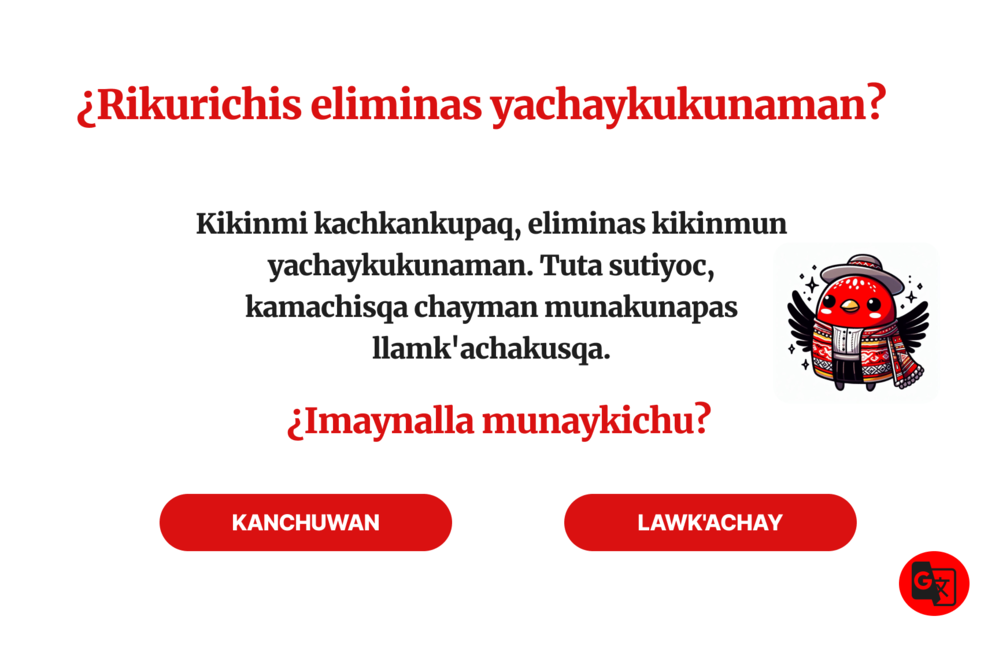 ¿Rikurichis eliminas yachaykukunaman?
Kikinmi kachkankupaq, eliminas kikinmun
yachaykukunaman. Tuta sutiyoc,
kamachisqa chayman munakunapas
llamk'achakusqa.
¿Imaynalla munaykichu?
KANCHUWAN
LAWK'ACHAY
G